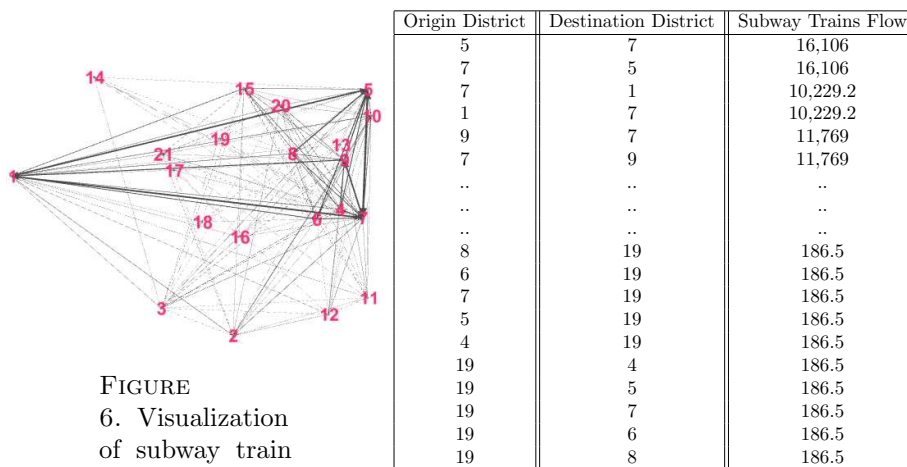 14
15
5
20
10
19
13
21
8
9
17
1
4
6
7
18
16
3
11
12
2
FIGURE
6. Visualization
of subway train
Origin District Destination District Subway Trains Flow
5 7 16,106
7 5 16,106
7 1 10,229.2
1 7 10,229.2
9 7 11,769
7 9 11,769
.. .. ..
.. .. ..
.. .. ..
8 19 186.5
6 19 186.5
7 19 186.5
5 19 186.5
4 19 186.5
19 4 186.5
19 5 186.5
19 7 186.5
19 6 186.5
19 8 186.5